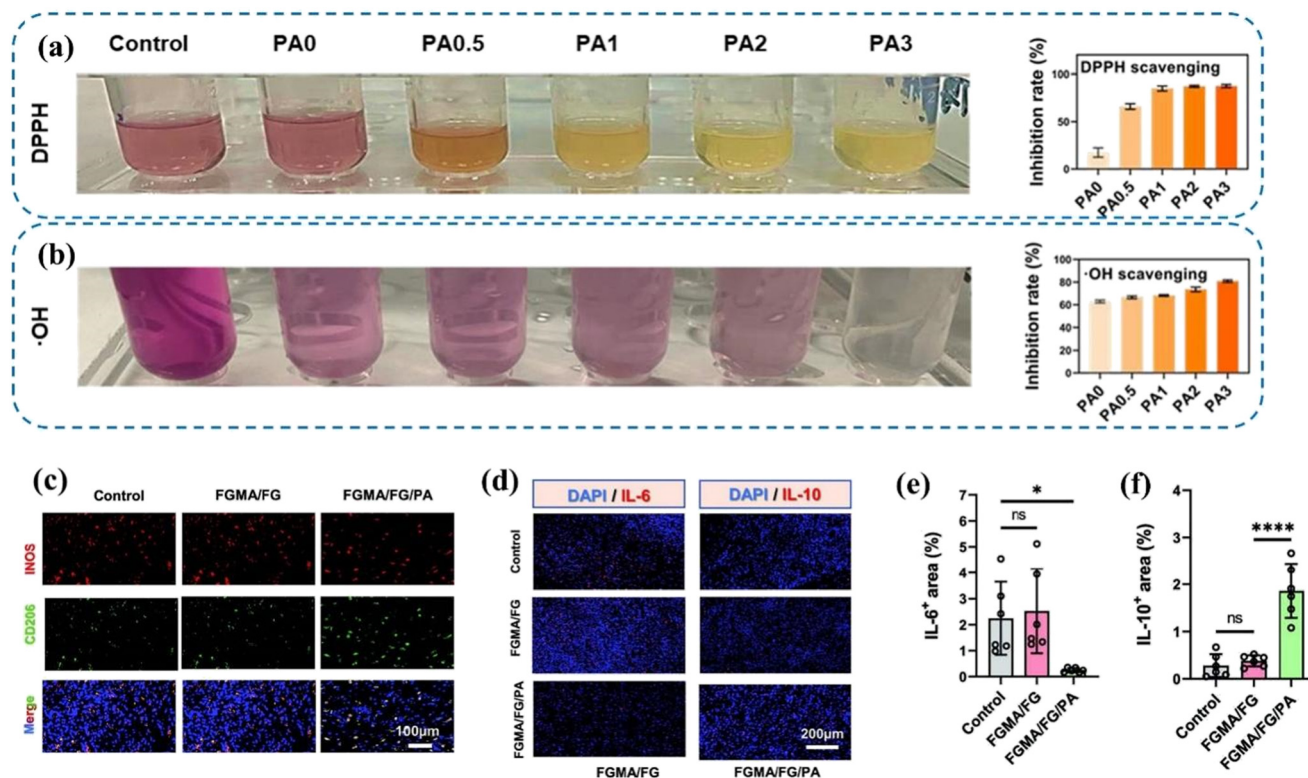 (a)
Control PA0 PA0.5 PA1 PA2 PA3
DPPH
DPPH scavenging
Inhibition rate (%)
100
50
0
PA0 PA0.5 PA1 PA2 PA3
(b)
·OH
·OH scavenging
Inhibition rate (%)
100
80
60
40
20
0
PA0 PA0.5 PA1 PA2 PA3
(c)
Control FGMA/FG FGMA/FG/PA
INOS
CD206
Merge
100μm
(d)
DAPI / IL-6 DAPI / IL-10
Control
FGMA/FG
FGMA/FG/PA
200μm
FGMA/FG FGMA/FG/PA
(e)
IL-6+ area (%)
7
6
5
4
3
2
1
0
*
ns
Control FGMA/FG FGMA/FG/PA
(f)
IL-10+ area (%)
4
3
2
1
0
****
ns
Control FGMA/FG FGMA/FG/PA